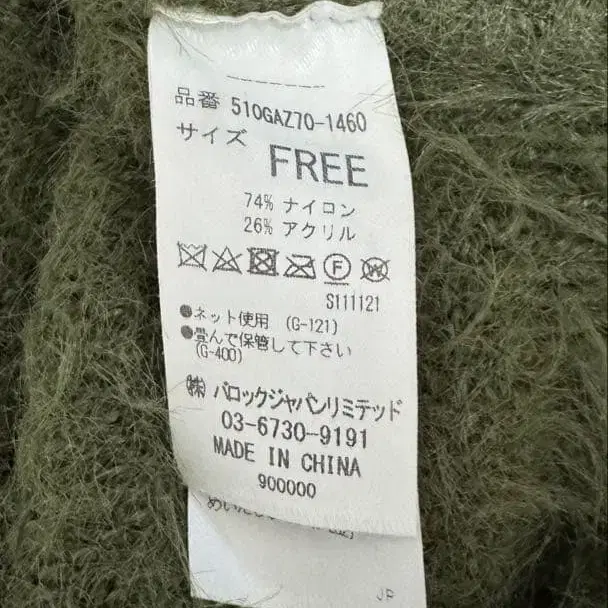 品番 510GAZ70-1460
サイズ FREE
74% ナイロン
26% アクリル
F W
S111121
●ネット使用 (G-121)
●畳んで保管して下さい
(G-400)
㈱ バロックジャパンリミテッド
03-6730-9191
MADE IN CHINA
900000
JP